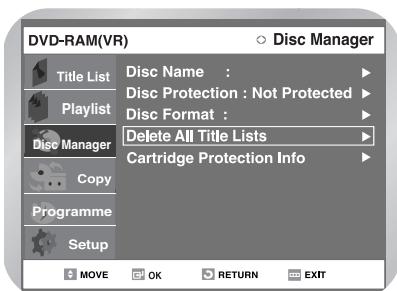 DVD-RAM(VR) Disc Manager
Title List
Playlist
Disc Manager
Copy
Programme
Setup
Disc Name :
Disc Protection : Not Protected
Disc Format :
Delete All Title Lists
Cartridge Protection Info
MOVE OK RETURN EXIT